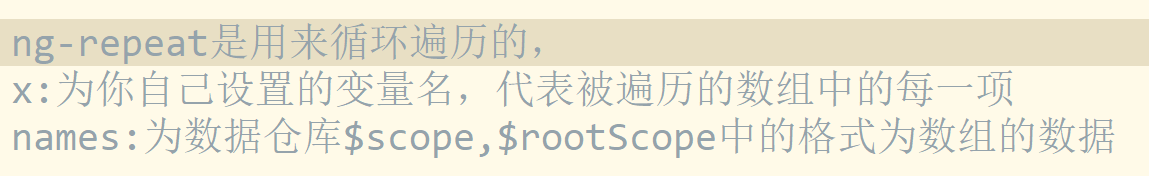 ng-repeat是用来循环遍历的，
x:为你自己设置的变量名，代表被遍历的数组中的每一项
names:为数据仓库$scope,$rootScope中的格式为数组的数据